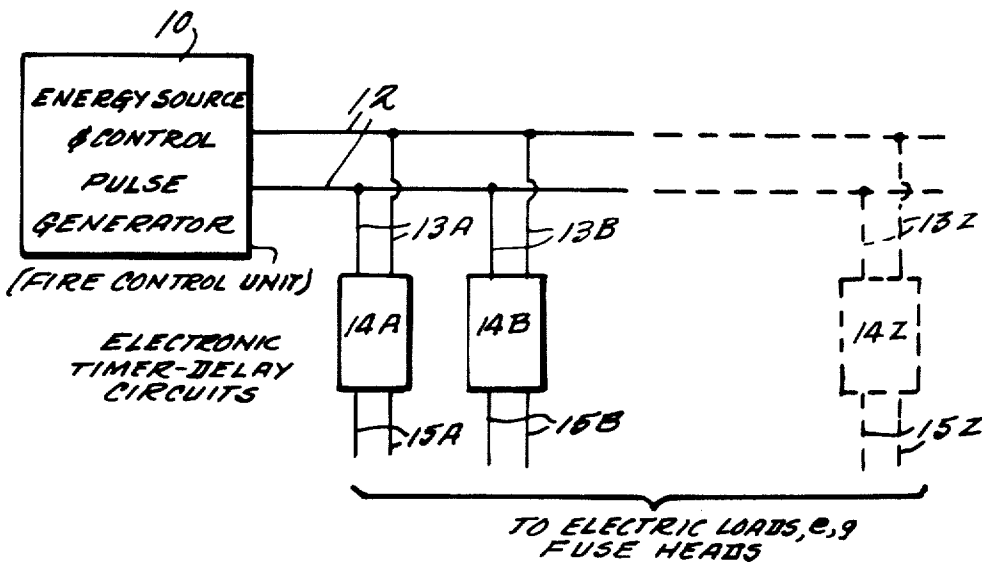 10
ENERGY SOURCE
& CONTROL
PULSE
GENERATOR
(FIRE CONTROL UNIT)
12
13A
13B
13Z
14A
14B
14Z
ELECTRONIC
TIMER-DELAY
CIRCUITS
15A
15B
15Z
TO ELECTRIC LOADS, e,g
FUSE HEADS